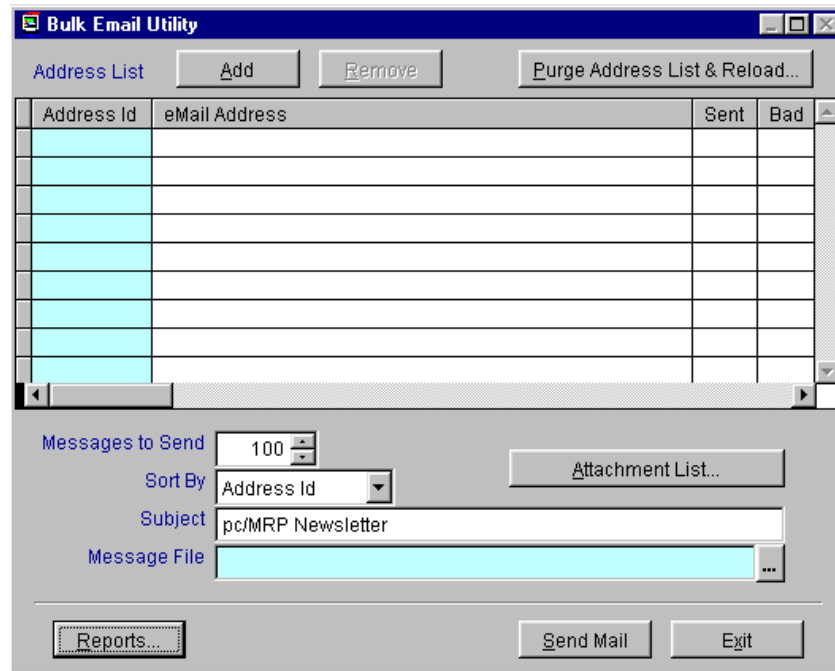 Bulk Email Utility
Address List Add Remove Purge Address List & Reload...
Address Id eMail Address Sent Bad
Messages to Send 100
Attachment List...
Sort By Address Id
Subject pc/MRP Newsletter
Message File ...
Reports... Send Mail Exit